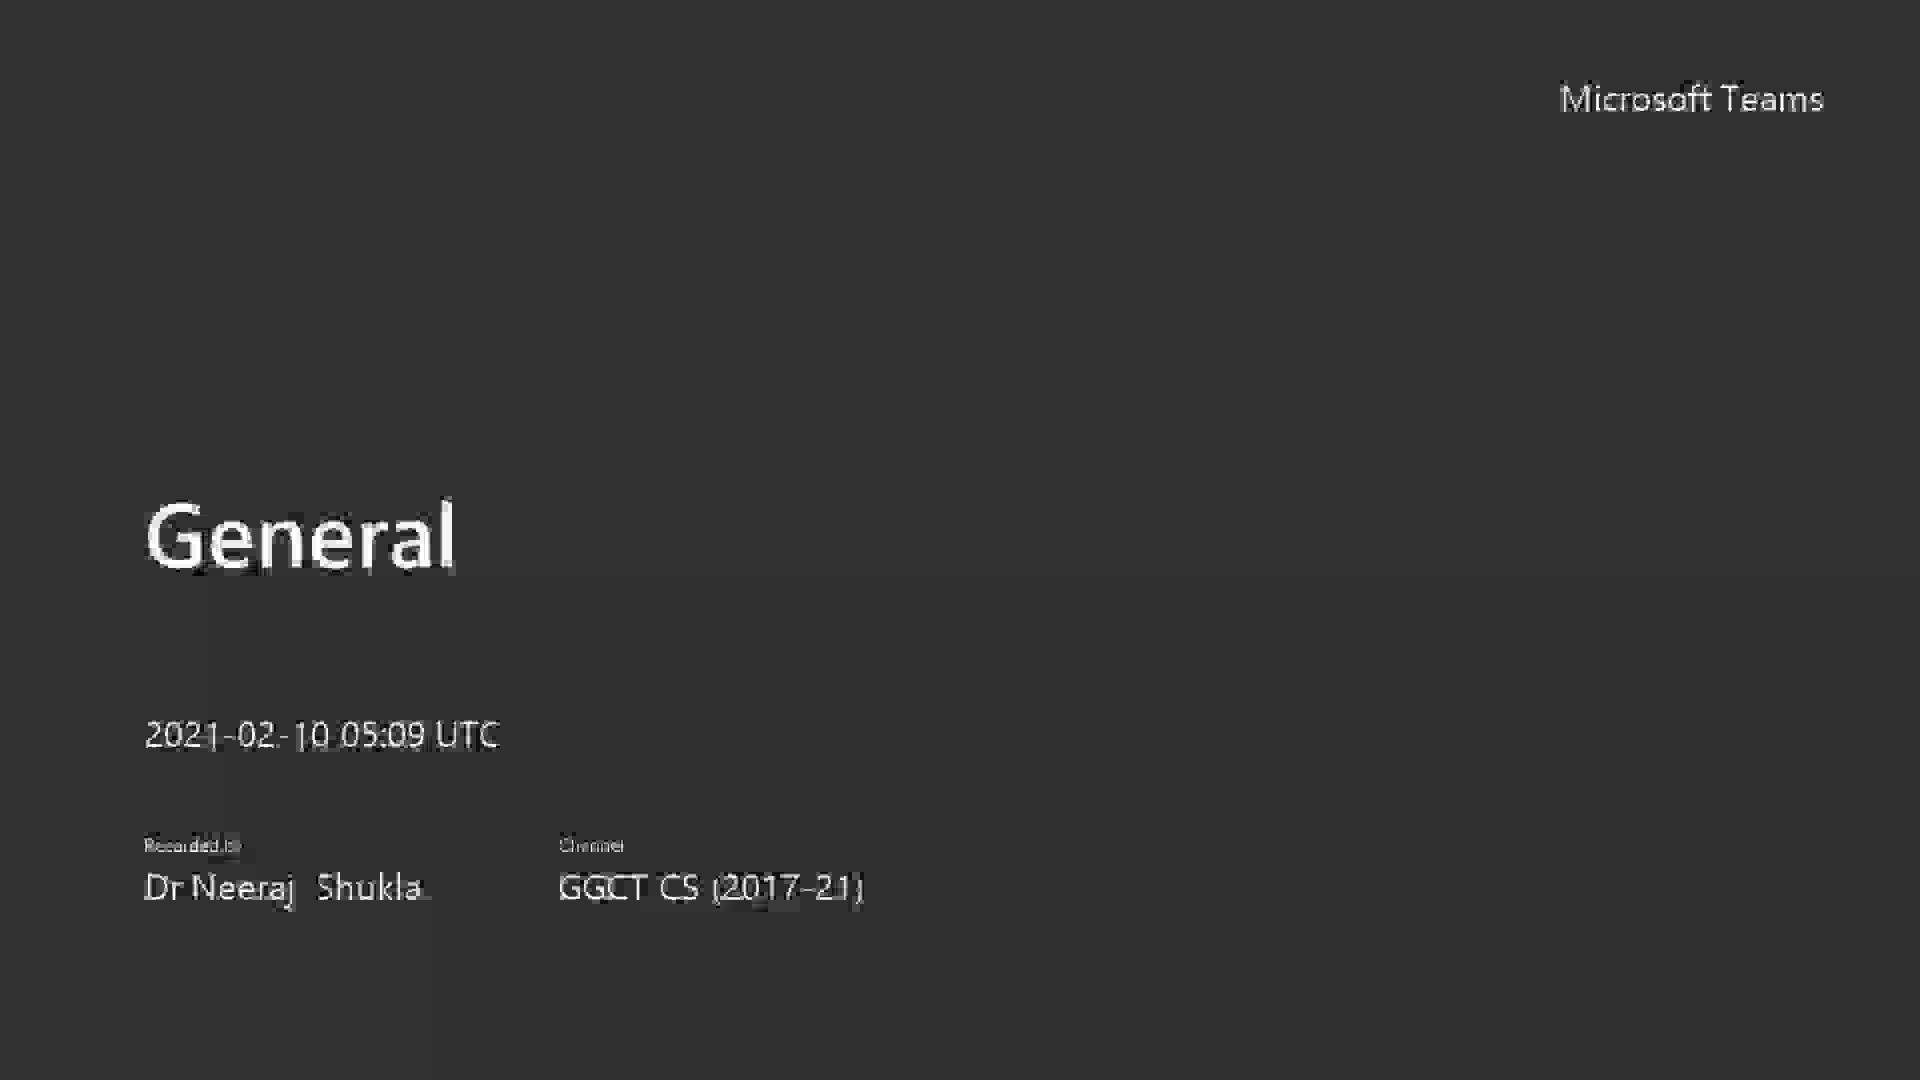 Microsoft Teams
General
2021-02-10 05:09 UTC
Recorded by
Channel
Dr Neeraj Shukla
GGCT CS (2017-21)